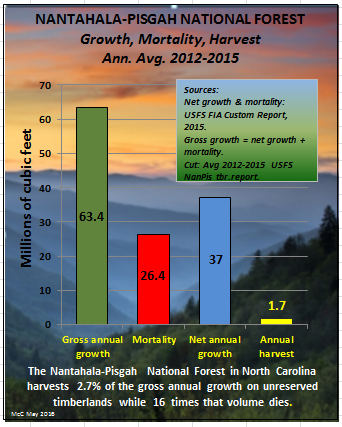 NANTAHALA-PISGAH NATIONAL FOREST
Growth, Mortality, Harvest
Ann. Avg. 2012-2015
Millions of cubic feet
70
60
50
40
30
20
10
0
Sources:
Net growth & mortality:
USFS FIA Custom Report,
2015.
Gross growth = net growth +
mortality.
Cut: Avg 2012-2015 USFS
NanPis tbr report.
63.4
26.4
37
1.7
Gross annual
growth
Mortality
Net annual
growth
Annual
harvest
The Nantahala-Pisgah National Forest in North Carolina
harvests 2.7% of the gross annual growth on unreserved
timberlands while 16 times that volume dies.
McC May 2016